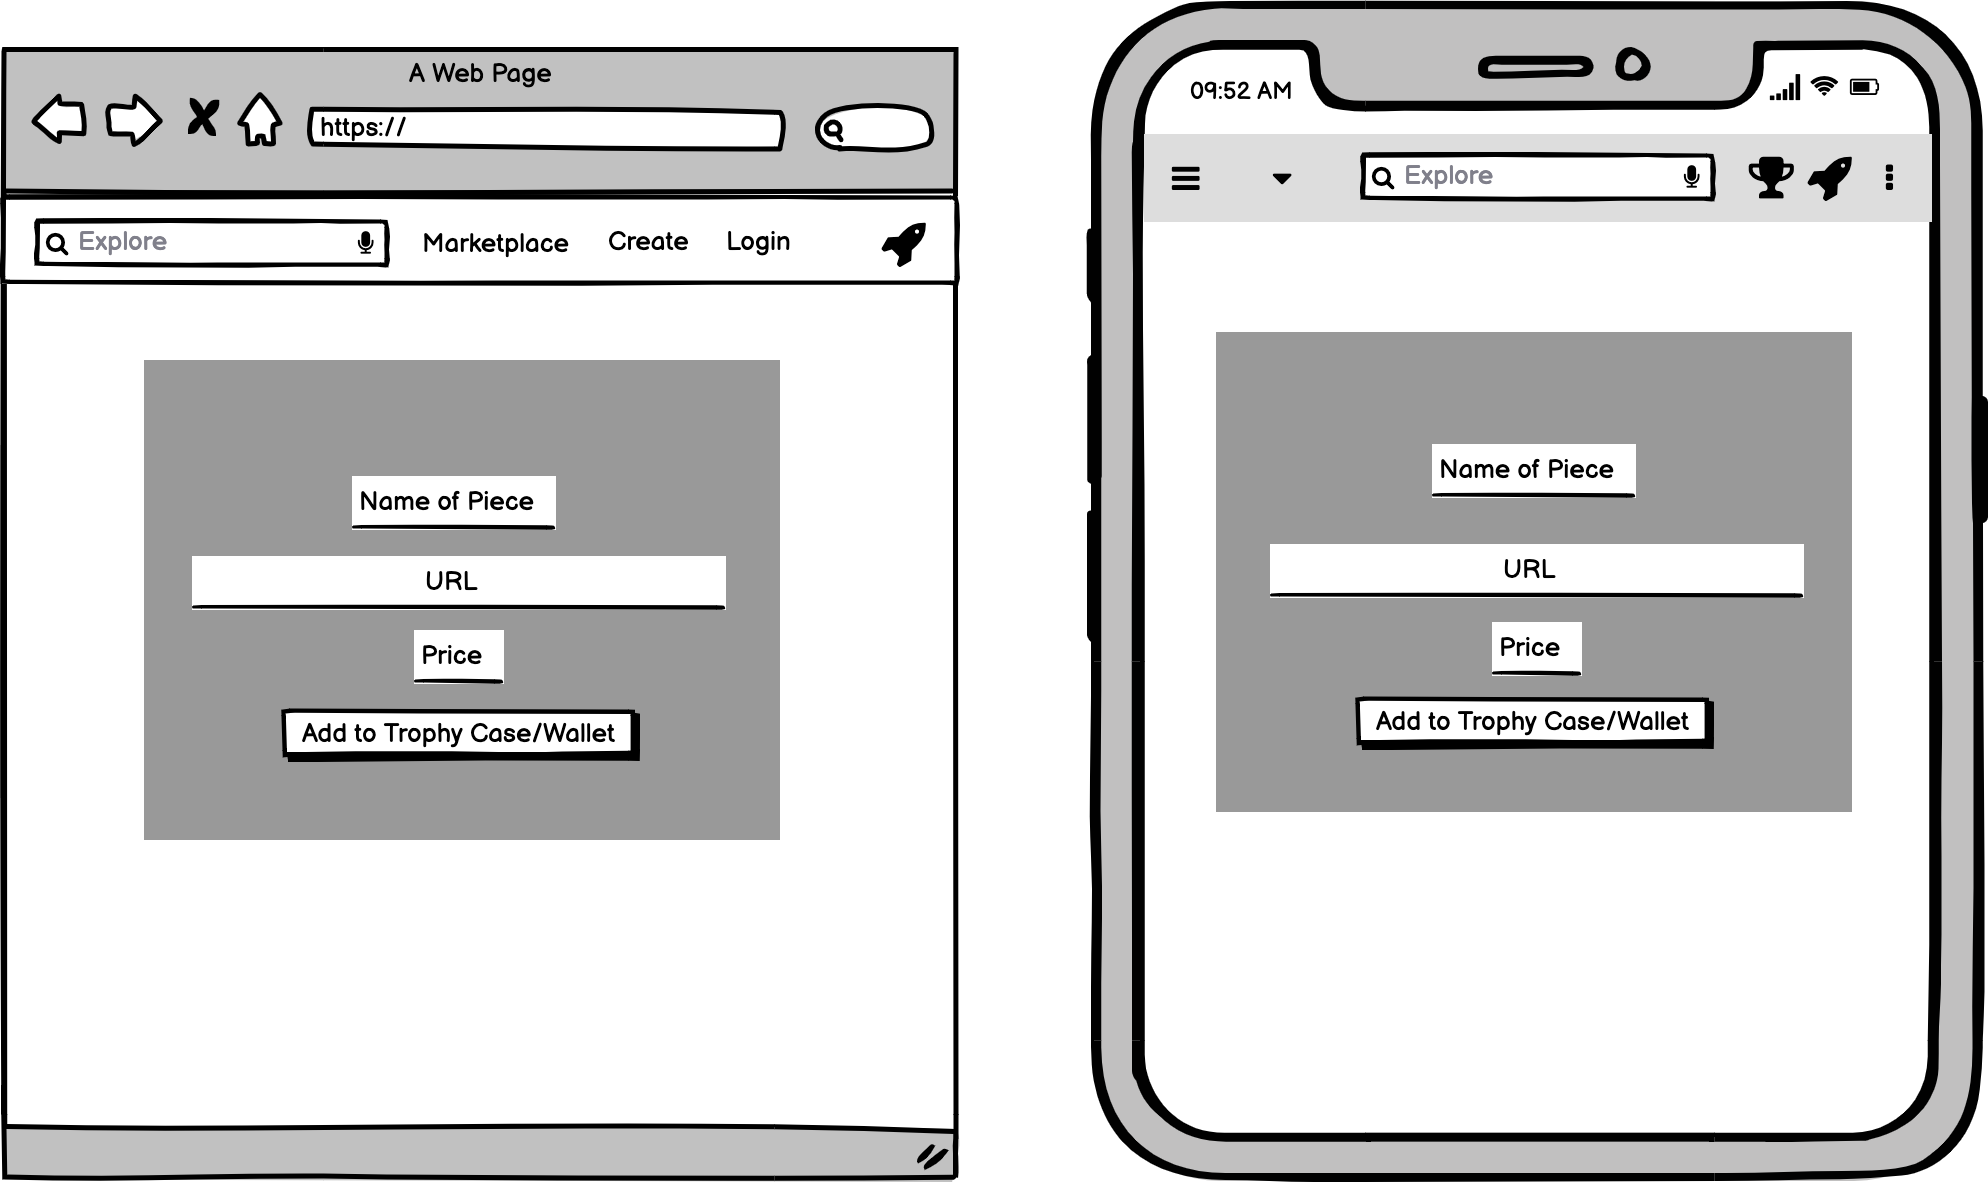 A Web Page
https://
Explore
Marketplace
Create
Login
Name of Piece
URL
Price
Add to Trophy Case/Wallet
09:52 AM
Explore
Name of Piece
URL
Price
Add to Trophy Case/Wallet